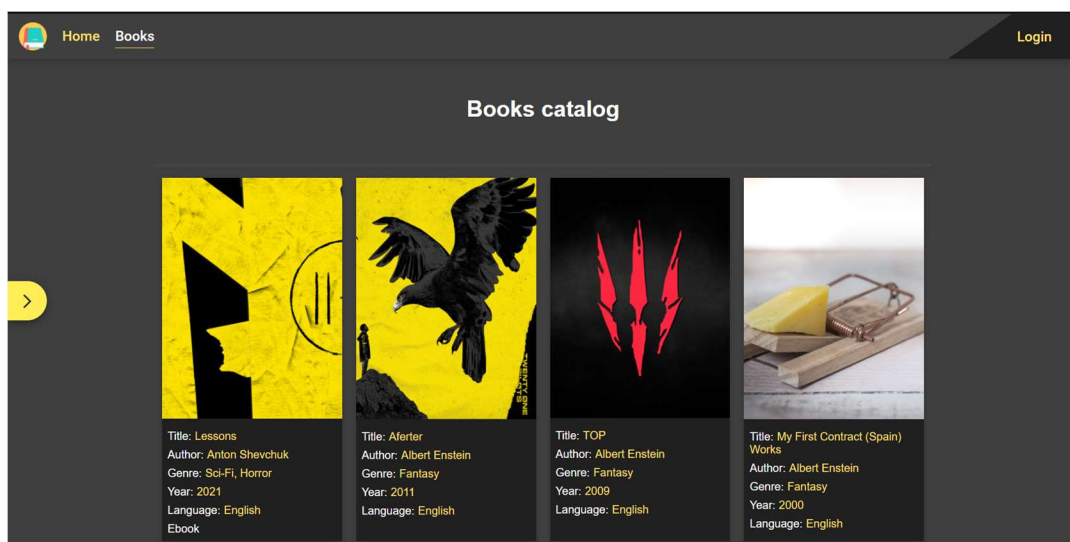 Home
Books
Login
Books catalog
TWENTY ONE
Title: Lessons
Author: Anton Shevchuk
Genre: Sci-Fi, Horror
Year: 2021
Language: English
Ebook
Title: Aferter
Author: Albert Enstein
Genre: Fantasy
Year: 2011
Language: English
Title: TOP
Author: Albert Enstein
Genre: Fantasy
Year: 2009
Language: English
Title: My First Contract (Spain)
Works
Author: Albert Enstein
Genre: Fantasy
Year: 2000
Language: English